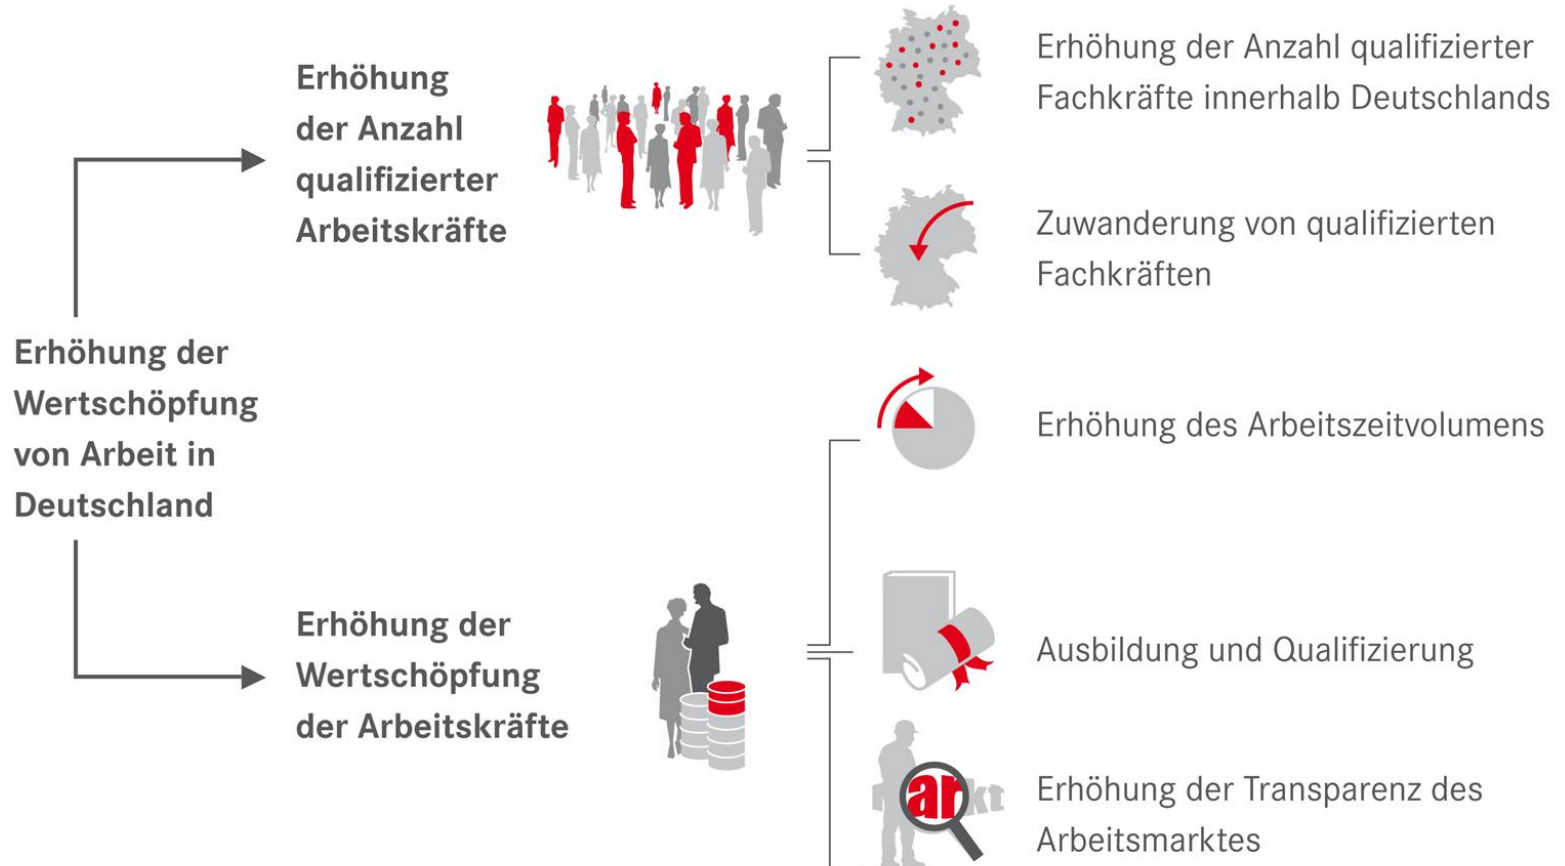 Erhöhung der
Wertschöpfung
von Arbeit in
Deutschland
Erhöhung
der Anzahl
qualifizierter
Arbeitskräfte
Erhöhung der Anzahl qualifizierter
Fachkräfte innerhalb Deutschlands
Zuwanderung von qualifizierten
Fachkräften
Erhöhung der
Wertschöpfung
der Arbeitskräfte
Erhöhung des Arbeitszeitvolumens
Ausbildung und Qualifizierung
ar
kt
Erhöhung der Transparenz des
Arbeitsmarktes